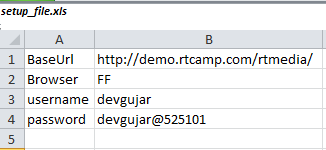 setup_file.xls
A B
1 BaseUrl http://demo.rtcamp.com/rtmedia/
2 Browser FF
3 username devgujar
4 password devgujar@525101
5